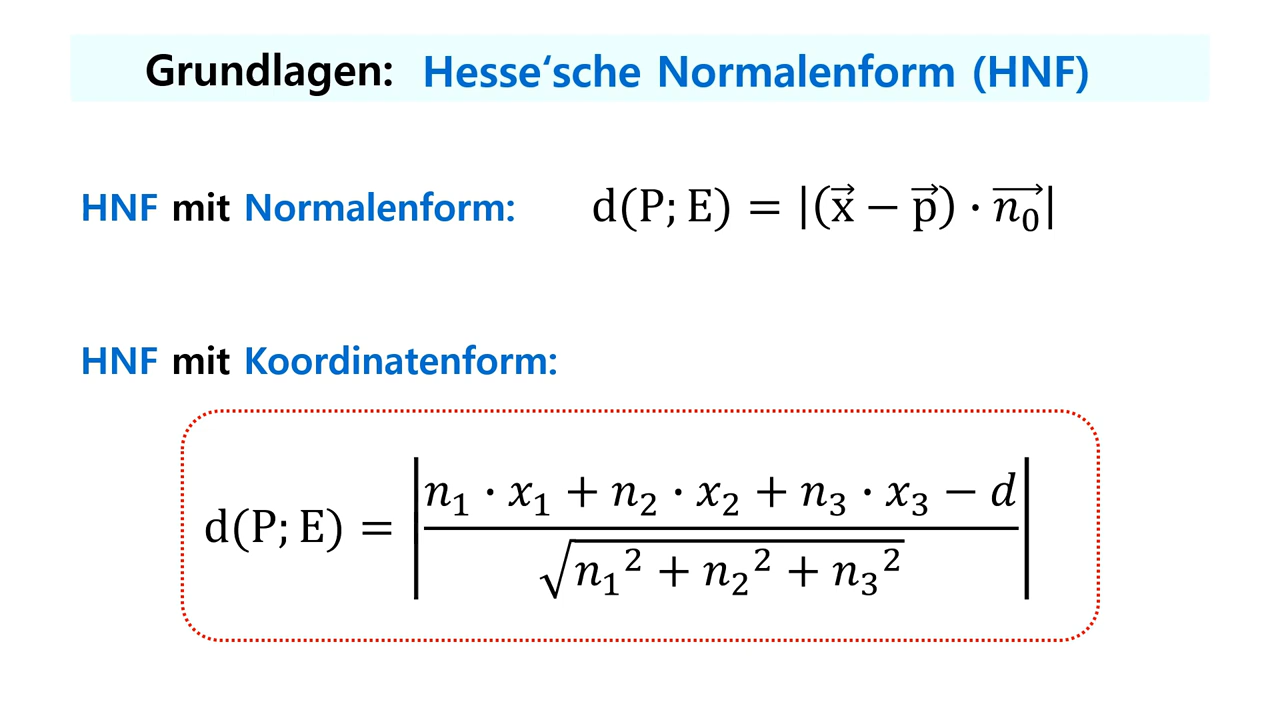 Grundlagen: Hesse‘sche Normalenform (HNF)
HNF mit Normalenform: d(P; E) = |(x⃗ − p⃗) · n₀⃗|
HNF mit Koordinatenform:
d(P; E) = |(n₁ · x₁ + n₂ · x₂ + n₃ · x₃ − d) / √(n₁² + n₂² + n₃²)|